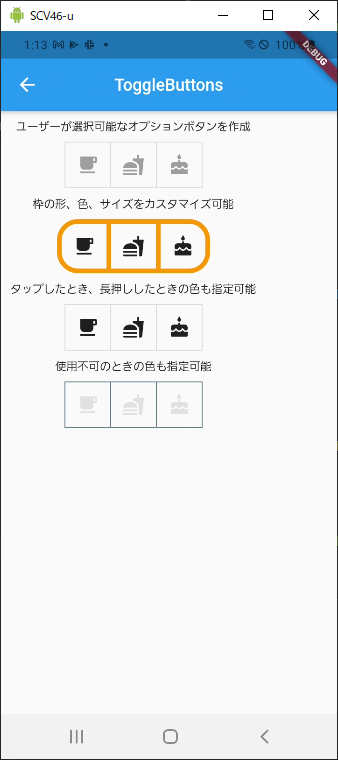 SCV46-u
1:13 100%
DEBUG
ToggleButtons
ユーザーが選択可能なオプションボタンを作成
枠の形、色、サイズをカスタマイズ可能
タップしたとき、長押ししたときの色も指定可能
使用不可のときの色も指定可能